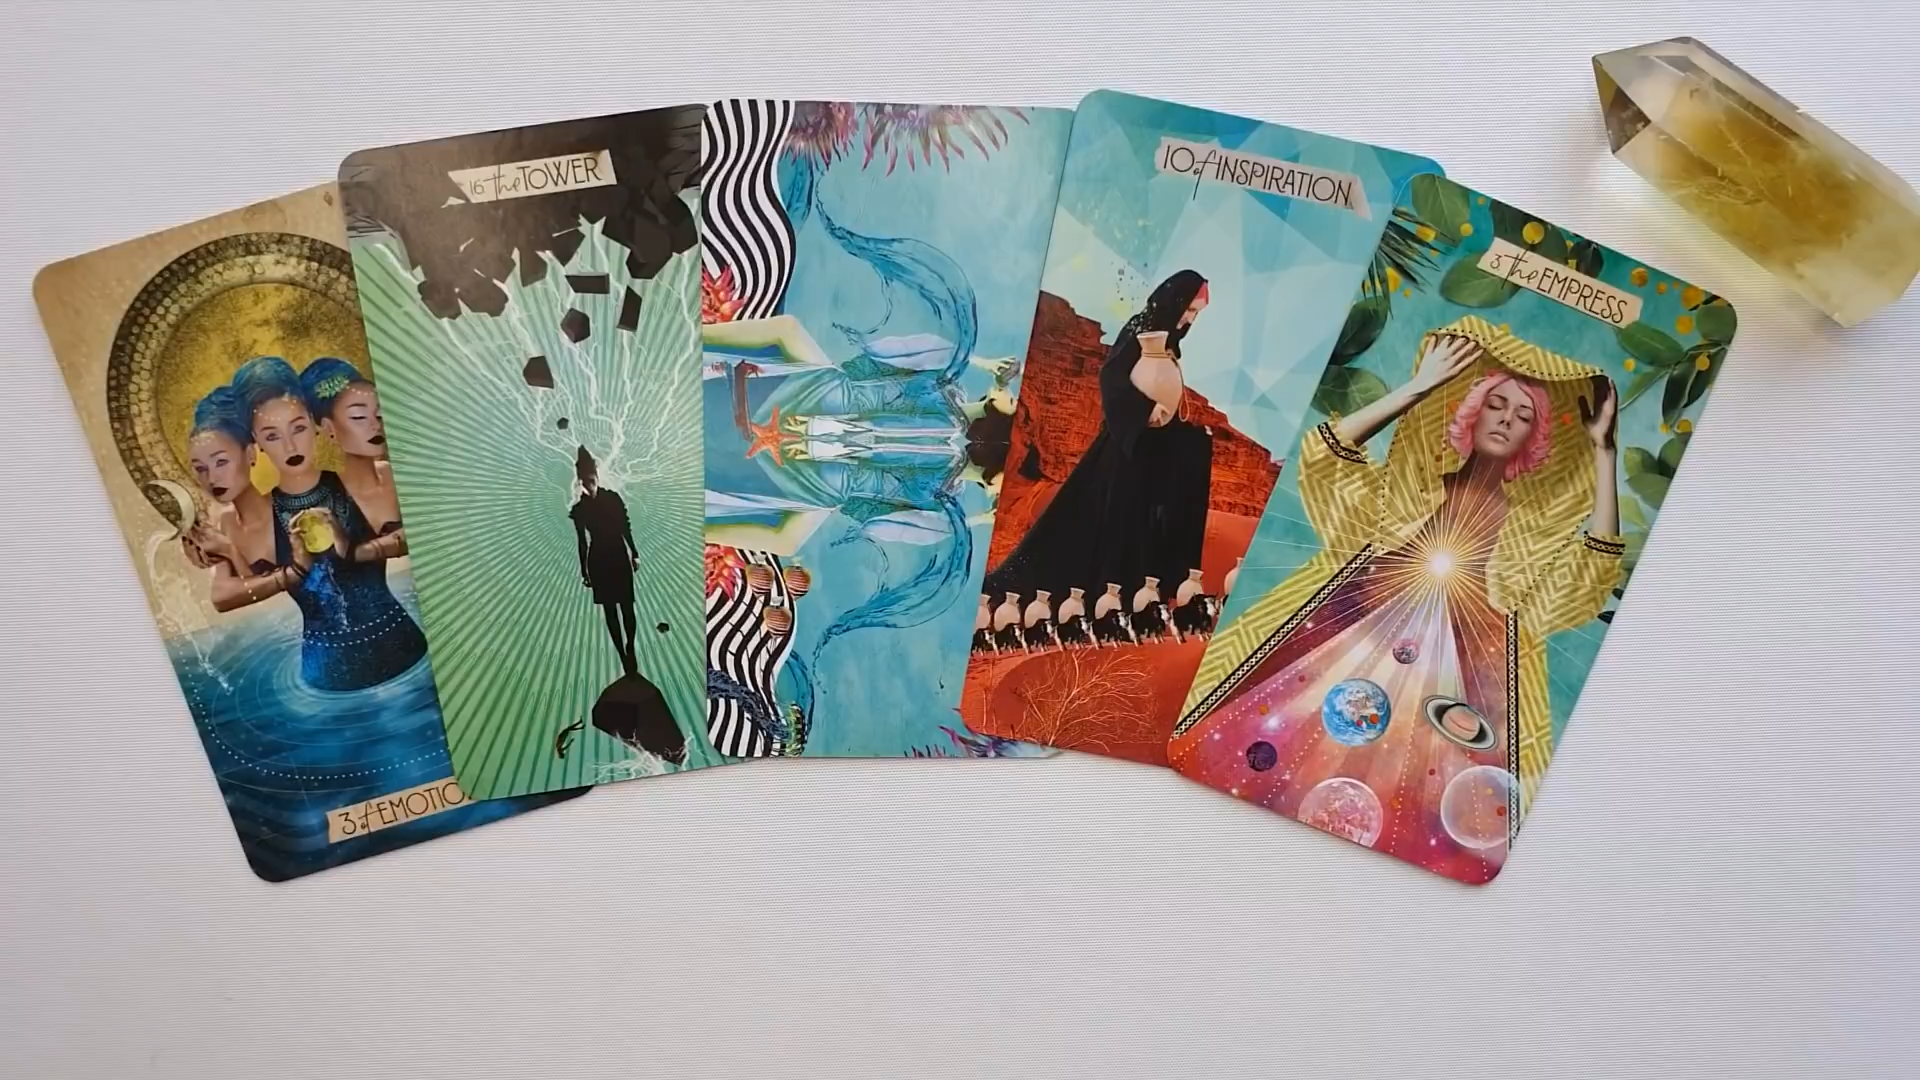 3 of EMOTIO
16 the TOWER
10 of INSPIRATION
3 the EMPRESS